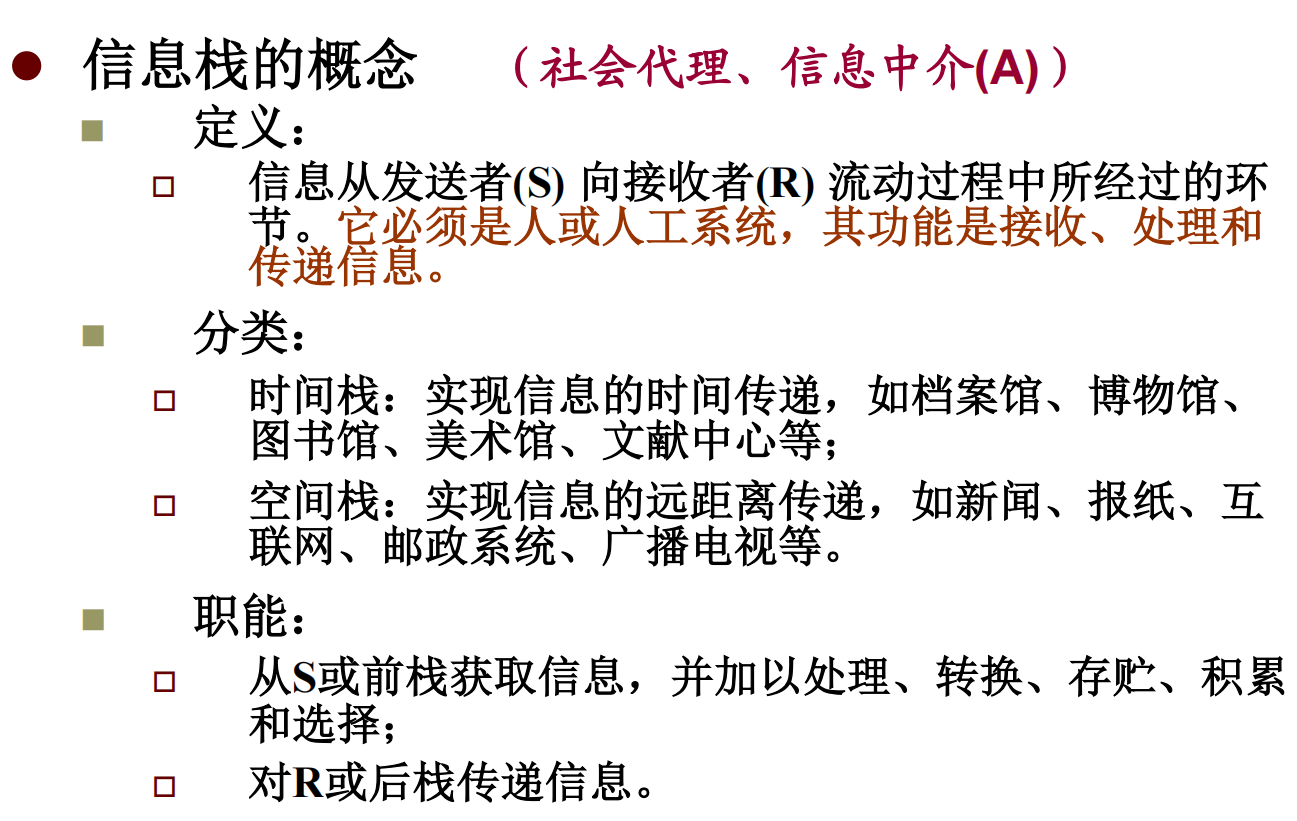 信息栈的概念 （社会代理、信息中介(A)）
定义：
信息从发送者(S) 向接收者(R) 流动过程中所经过的环
节。它必须是人或人工系统，其功能是接收、处理和
传递信息。
分类：
时间栈：实现信息的时间传递，如档案馆、博物馆、
图书馆、美术馆、文献中心等；
空间栈：实现信息的远距离传递，如新闻、报纸、互
联网、邮政系统、广播电视等。
职能：
从S或前栈获取信息，并加以处理、转换、存贮、积累
和选择；
对R或后栈传递信息。